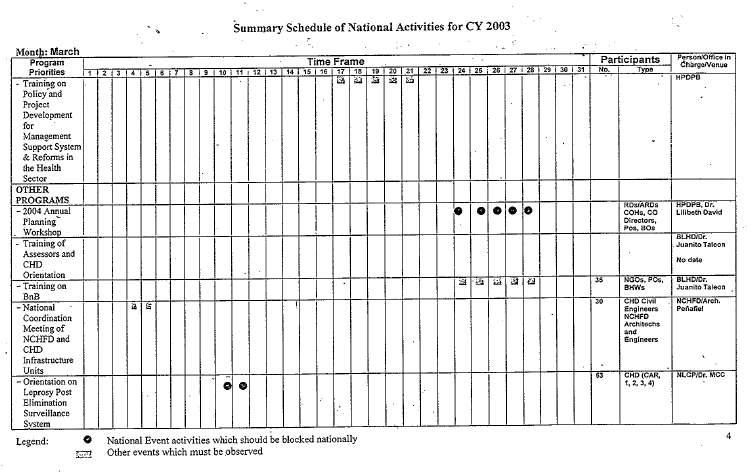 Summary Schedule of National Activities for CY 2003
Month: March
Program Priorities Time Frame Participants Person/Office in Charge/Venue
1 2 3 4 5 6 7 8 9 10 11 12 13 14 15 16 17 18 19 20 21 22 23 24 25 26 27 28 29 30 31 No. Type
- Training on HPDPB
Policy and
Project
Development
for
Management
Support System
& Reforms in
the Health
Sector
OTHER
PROGRAMS
- 2004 Annual RDs/ARDs HPDPB, Dr.
Planning COHs, CO Lilibeth David
Workshop Directors,
Pos, SOs
- Training of BLHD/Dr.
Assessors and Juanito Taleon
CHD No date
Orientation
- Training on 35 NGOs, POs, BLHD/Dr.
BnB BHWs Juanito Taleon
- National 30 CHD Civil NCHFD/Arch.
Coordination Engineers Peñafiel
Meeting of NCHFD
NCHFD and Architechs
CHD and
Infrastructure Engineers
Units
- Orientation on 53 CHD (CAR, NLCP/Dr. MCC
Leprosy Post 1, 2, 3, 4)
Elimination
Surveillance
System
Legend: National Event activities which should be blocked nationally
Other events which must be observed
4